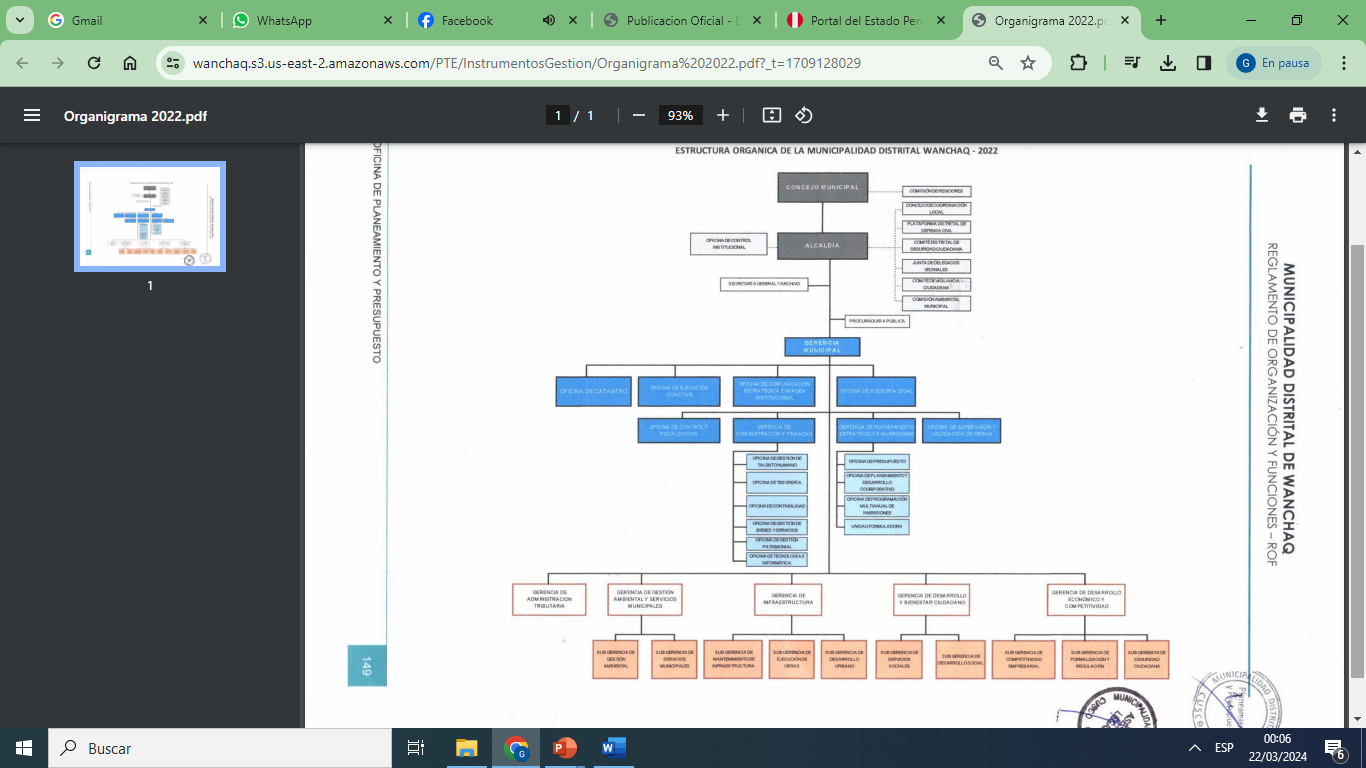 Gmail
WhatsApp
Facebook
Publicacion Oficial - D
Portal del Estado Per
Organigrama 2022.pd
wanchaq.s3.us-east-2.amazonaws.com/PTE/InstrumentosGestion/Organigrama%202022.pdf?_t=1709128029
G
En pausa
Organigrama 2022.pdf
1 / 1
93%
1
OFICINA DE PLANEAMIENTO Y PRESUPUESTO
149
ESTRUCTURA ORGANICA DE LA MUNICIPALIDAD DISTRITAL WANCHAQ - 2022
CONCEJO MUNICIPAL
COMISIÓN DE REGIDORES
CONCEJO DE COORDINACIÓN
LOCAL
PLATAFORMA DISTRITAL DE
DEFENSA CIVIL
OFICINA DE CONTROL
INSTITUCIONAL
ALCALDÍA
COMITÉ DISTRITAL DE
SEGURIDAD CIUDADANA
JUNTA DE DELEGADOS
VECINALES
SECRETAREÍA GENERAL Y ARCHIVO
COMITÉ DE VIGILANCIA
CIUDADANA
COMISIÓN AMBIENTAL
MUNICIPAL
PROCURADURÍA PÚBLICA
GERENCIA
MUNICIPAL
OFICINA DE CATASTRO
OFICINA DE EJECUCIÓN
COACTIVA
OFICINA DE COMUNICACIÓN
ESTRATÉGICA E IMAGEN
INSTITUCIONAL
OFICINA DE ASESORÍA LEGAL
OFICINA DE CONTROL Y
FISCALIZACIÓN
GERENCIA DE
ADMINISTRACIÓN Y FINANZAS
GERENCIA DE PLANEAMIENTO
ESTRATÉGICO E INVERSIONES
OFICINA DE SUPERVISIÓN Y
LIQUIDACIÓN DE OBRAS
OFICINA DE GESTIÓN DE
TALENTO HUMANO
OFICINA DE TESORERÍA
OFICINA DE CONTABILIDAD
OFICINA DE GESTIÓN DE
BIENES Y SERVICIOS
OFICINA DE GESTIÓN
PATRIMONIAL
OFICINA DE TECNOLOGÍA E
INFORMÁTICA
OFICINA DE PRESUPUESTO
OFICINA DE PLANEAMIENTO Y
DESARROLLO
COORPORATIVO
OFICINA DE PROGRAMACIÓN
MULTIANUAL DE
INVERSIONES
UNIDAD FORMULADORA
GERENCIA DE
ADMINISTRACION
TRIBUTARIA
GERENCIA DE GESTIÓN
AMBIENTAL Y SERVICIOS
MUNICIPALES
GERENCIA DE
INFRAESTRUCTURA
GERENCIA DE DESARROLLO
Y BIENESTAR CIUDADANO
GERENCIA DE DESARROLLO
ECONÓMICO Y
COMPETITIVIDAD
SUB GERENCIA DE
GESTIÓN
AMBIENTAL
SUB GERENCIA DE
SERVICIOS
MUNICIPALES
SUB GERENCIA DE
MANTENIMIENTO DE
INFRAESTRUCTURA
SUB GERENCIA DE
EJECUCIÓN DE
OBRAS
SUB GERENCIA DE
DESARROLLO
URBANO
SUB GERENCIA DE
SERVICIOS
SOCIALES
SUB GERENCIA DE
DESARROLLO SOCIAL
SUB GERENCIA DE
COMPETITIVIDAD
EMPRESARIAL
SUB GERENCIA DE
FORMALIZACIÓN Y
REGULACIÓN
SUB GERENCIA DE
SEGURIDAD
CIUDADANA
MUNICIPALIDAD DISTRITAL DE WANCHAQ
REGLAMENTO DE ORGANIZACIÓN Y FUNCIONES – ROF
Buscar
ESP
00:06
22/03/2024
6